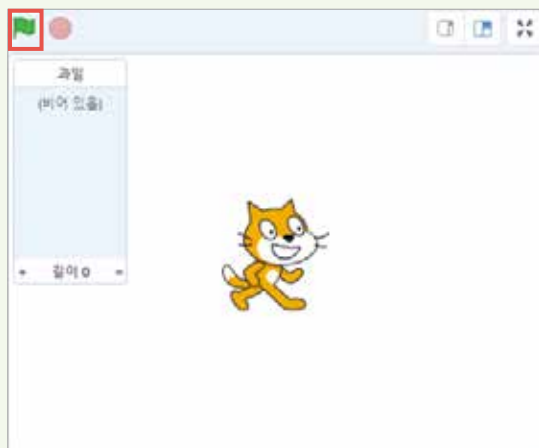 과일
(비어 있음)
+ 길이 0 =